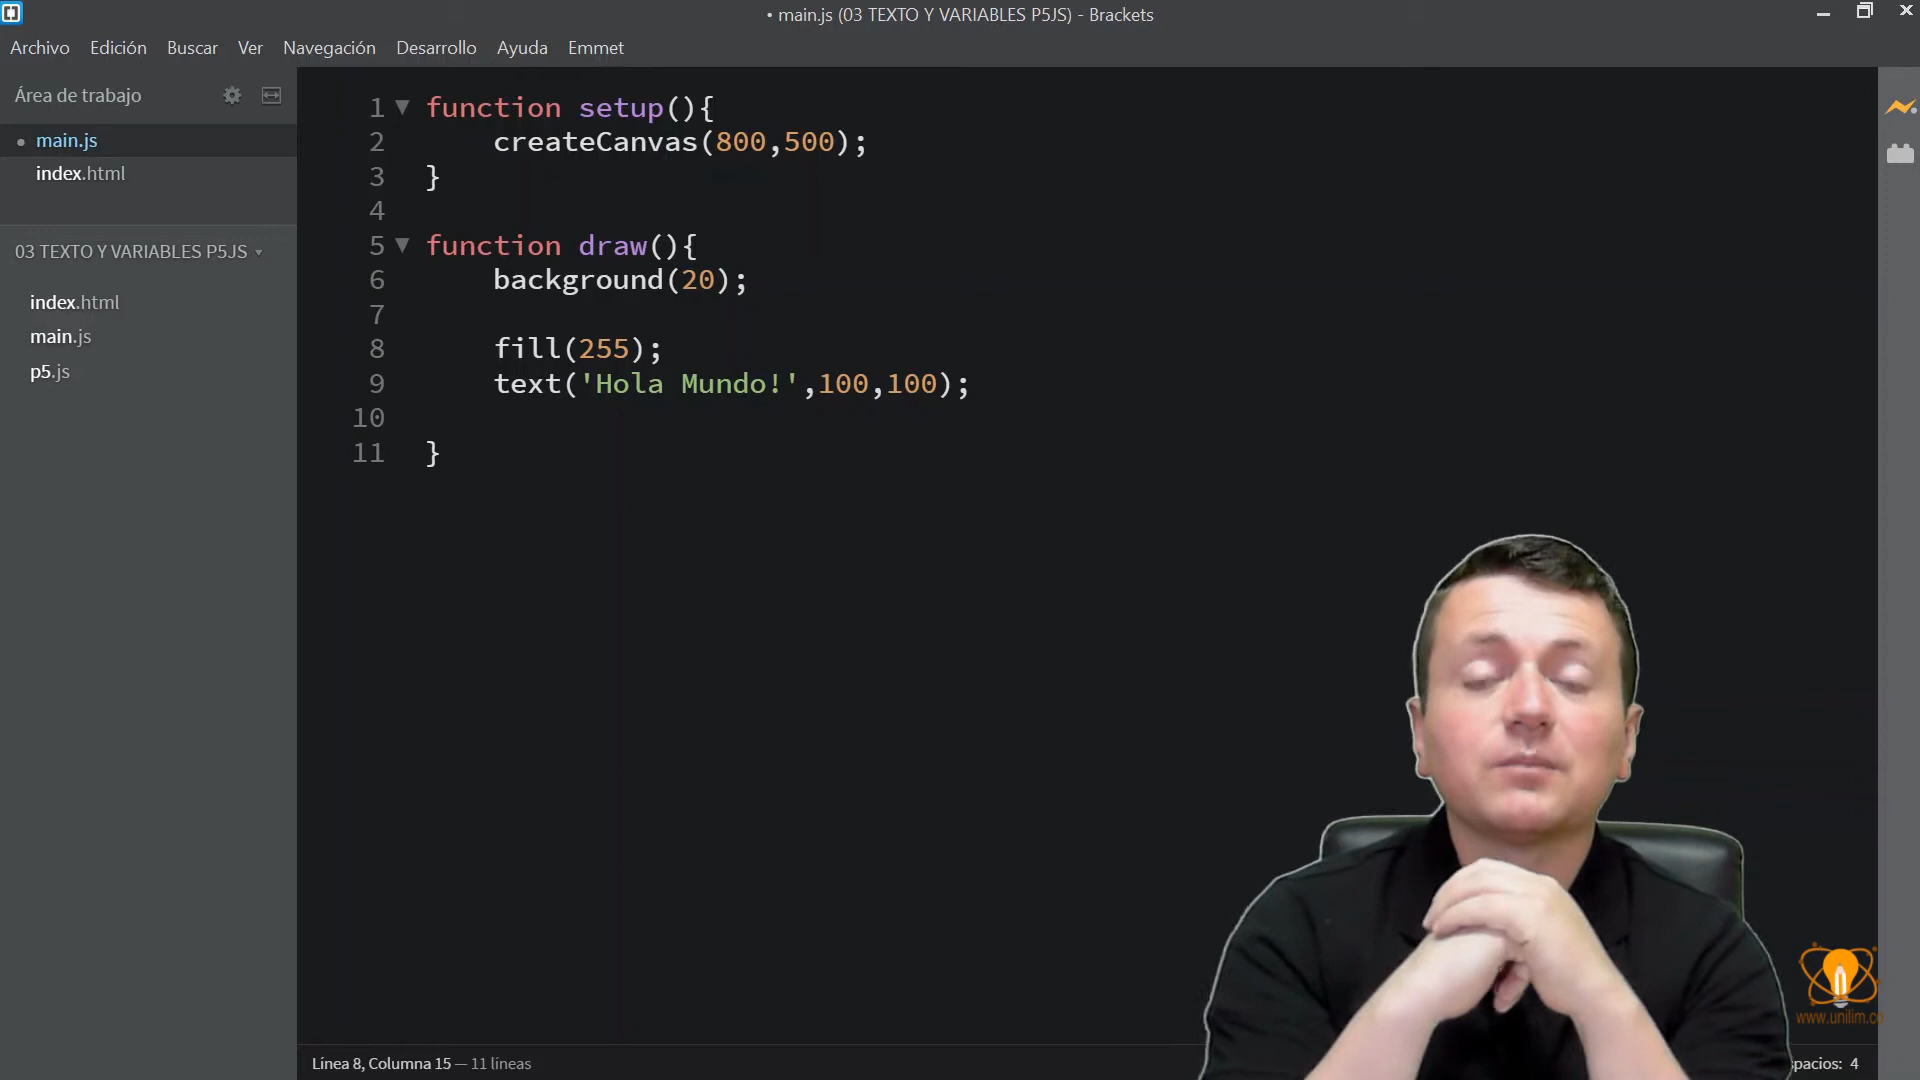 • main.js (03 TEXTO Y VARIABLES P5JS) - Brackets
Archivo Edición Buscar Ver Navegación Desarrollo Ayuda Emmet
Área de trabajo
main.js
index.html
03 TEXTO Y VARIABLES P5JS
index.html
main.js
p5.js
1 function setup(){
2 createCanvas(800,500);
3 }
4
5 function draw(){
6 background(20);
7
8 fill(255);
9 text('Hola Mundo!',100,100);
10
11 }
www.unilim.co
Línea 8, Columna 15 — 11 líneas
pacios: 4